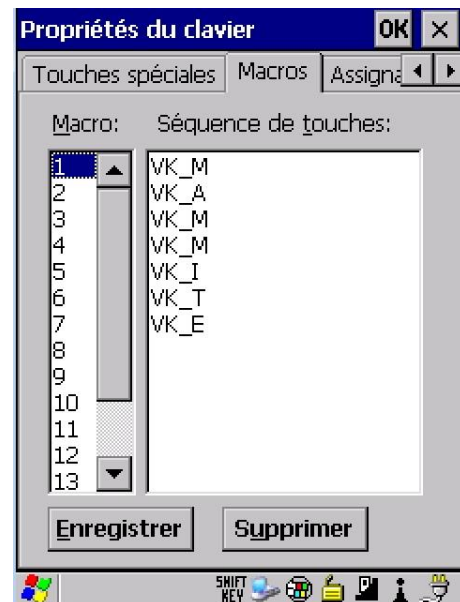 Propriétés du clavier OK
Touches spéciales Macros Assigna
Macro: Séquence de touches:
1 VK_M
2 VK_A
3 VK_M
4 VK_M
5 VK_I
6 VK_T
7 VK_E
8
9
10
11
12
13
Enregistrer Supprimer
SHIFT
KEY